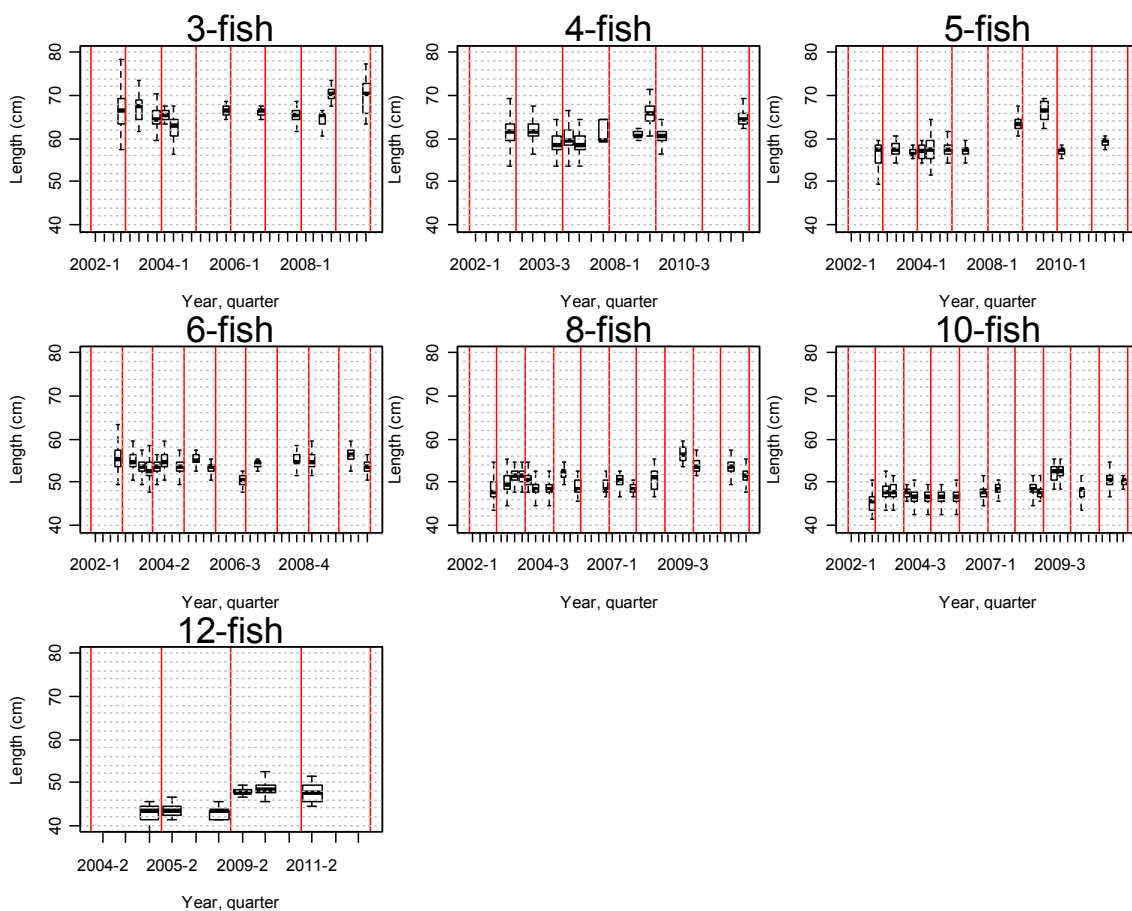 3-fish
4-fish
5-fish
Length (cm)
40 50 60 70 80
2002-1 2004-1 2006-1 2008-1
Year, quarter
Length (cm)
40 50 60 70 80
2002-1 2003-3 2008-1 2010-3
Year, quarter
Length (cm)
40 50 60 70 80
2002-1 2004-1 2008-1 2010-1
Year, quarter
6-fish
8-fish
10-fish
Length (cm)
40 50 60 70 80
2002-1 2004-2 2006-3 2008-4
Year, quarter
Length (cm)
40 50 60 70 80
2002-1 2004-3 2007-1 2009-3
Year, quarter
Length (cm)
40 50 60 70 80
2002-1 2004-3 2007-1 2009-3
Year, quarter
12-fish
Length (cm)
40 50 60 70 80
2004-2 2005-2 2009-2 2011-2
Year, quarter